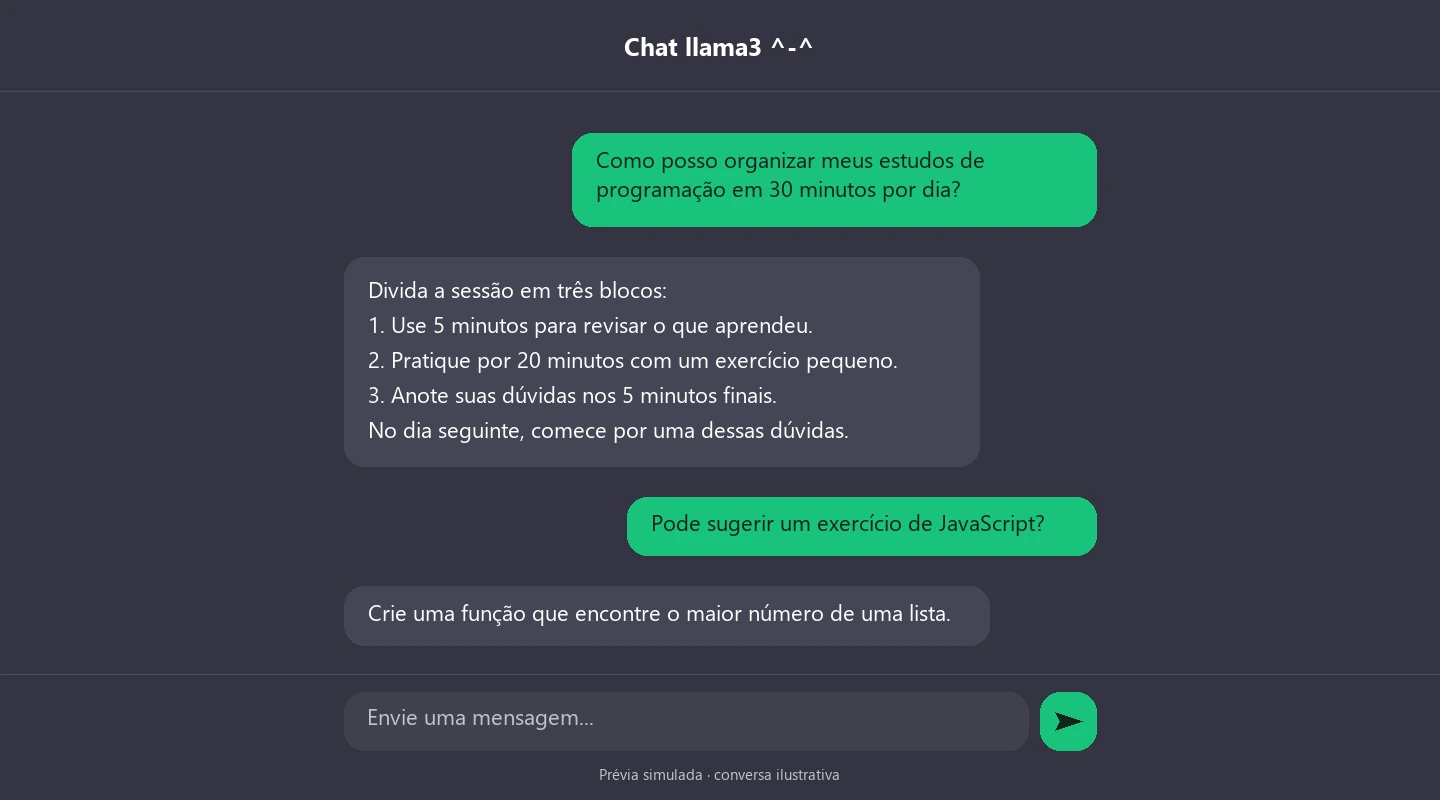 Chat llama3 ^-^
Como posso organizar meus estudos de
programação em 30 minutos por dia?
Divida a sessão em três blocos:
1. Use 5 minutos para revisar o que aprendeu.
2. Pratique por 20 minutos com um exercício pequeno.
3. Anote suas dúvidas nos 5 minutos finais.
No dia seguinte, comece por uma dessas dúvidas.
Pode sugerir um exercício de JavaScript?
Crie uma função que encontre o maior número de uma lista.
Envie uma mensagem...
Prévia simulada · conversa ilustrativa